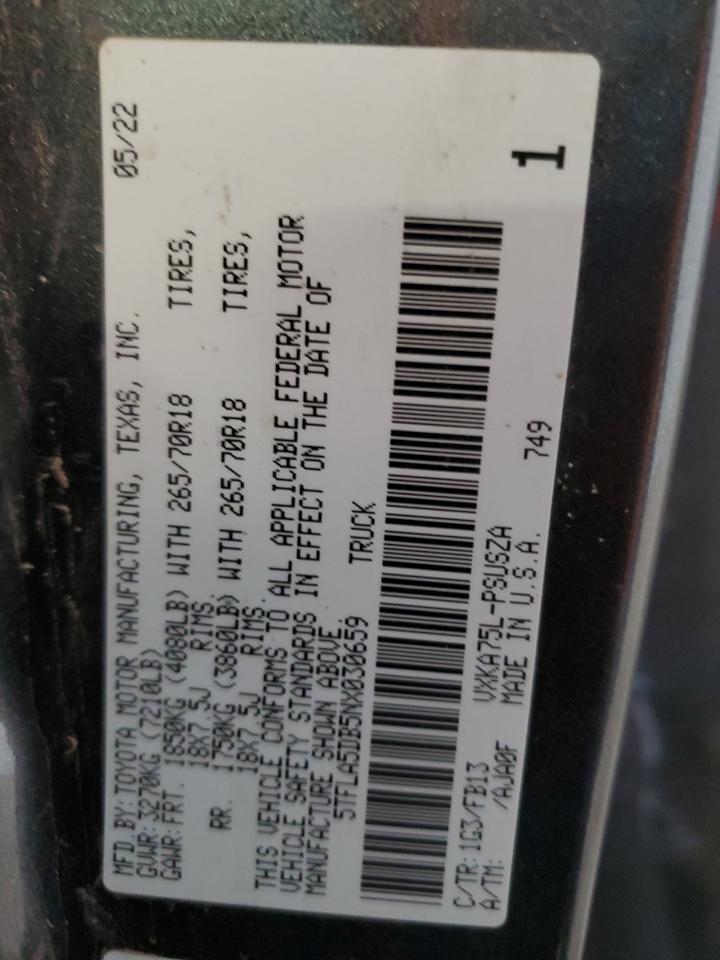 MFD.BY:TOYOTA MOTOR MANUFACTURING, TEXAS, INC. 05/22
GVWR:3270KG (7210LB)
GAWR:FRT. 1850KG (4080LB) WITH 265/70R18 TIRES,
18X7.5J RIMS
RR. 1750KG (3860LB) WITH 265/70R18 TIRES,
18X7.5J RIMS.
THIS VEHICLE CONFORMS TO ALL APPLICABLE FEDERAL MOTOR
VEHICLE SAFETY STANDARDS IN EFFECT ON THE DATE OF
MANUFACTURE SHOWN ABOVE
5TFLA5DB5NX030659 TRUCK
C/TR:1G3/FB13 VXKA75L-PSUSZA 749
A/TM: /AJA0F MADE IN U.S.A.
1